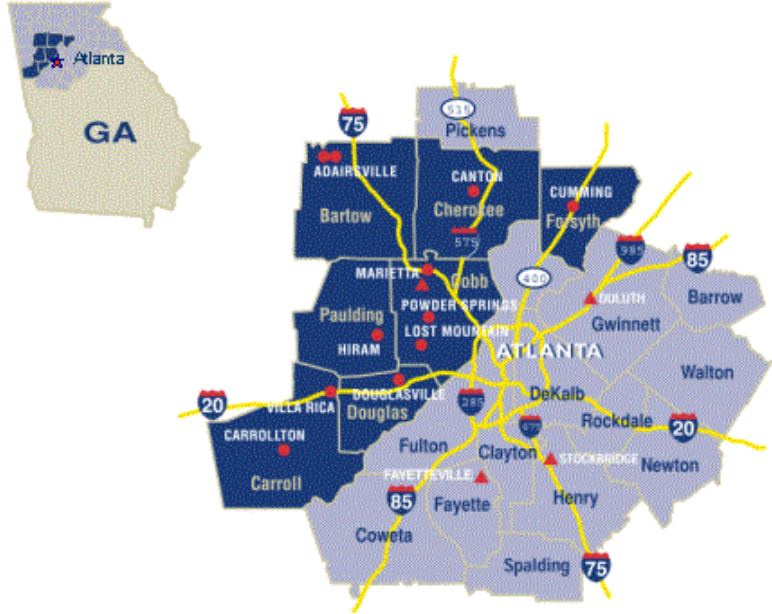 Atlanta
GA
515
75
Pickens
ADAIRSVILLE
CANTON
CUMMING
Bartow
Cherokee
Forsyth
575
985
85
MARIETTA
Cobb
400
DULUTH
Barrow
POWDER SPRINGS
Paulding
Gwinnett
LOST MOUNTAIN
HIRAM
ATLANTA
Walton
DOUGLASVILLE
DeKalb
20
VILLA RICA
Douglas
285
Rockdale
CARROLLTON
675
20
Fulton
Clayton
STOCKBRIDGE
Newton
Carroll
FAYETTEVILLE
85
Fayette
Henry
Coweta
Spalding
75